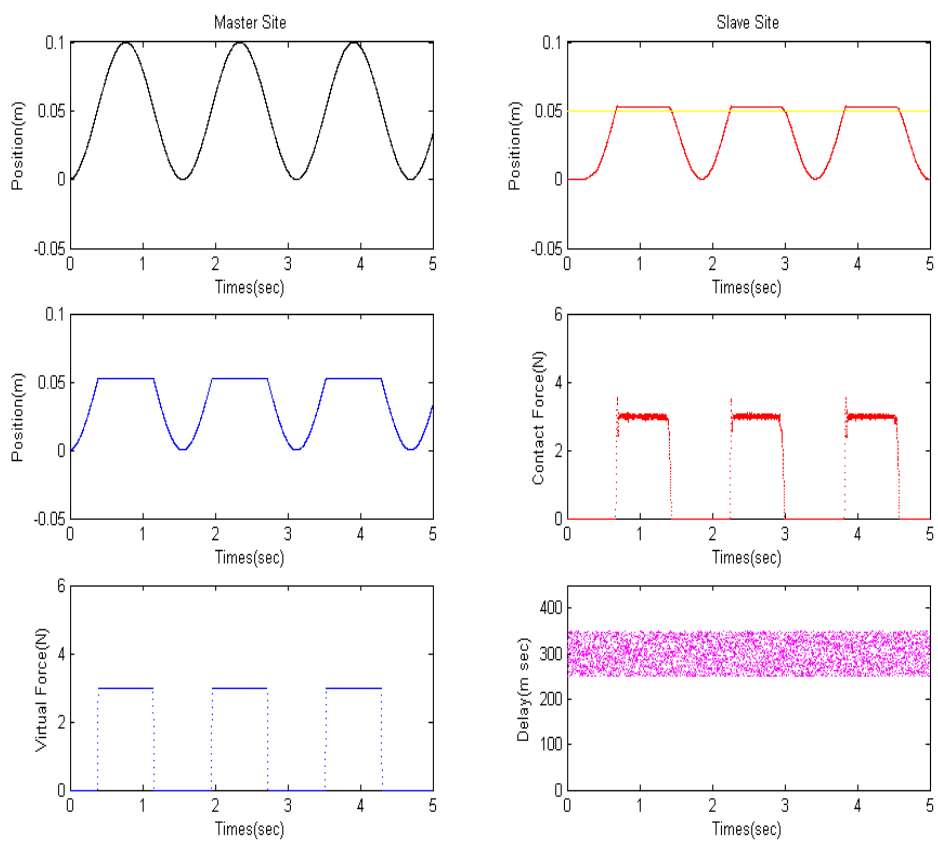 Master Site
0.1
0.05
0
-0.05
Position(m)
0 1 2 3 4 5
Times(sec)
Slave Site
0.1
0.05
0
-0.05
Position(m)
0 1 2 3 4 5
Times(sec)
0.1
0.05
0
-0.05
Position(m)
0 1 2 3 4 5
Times(sec)
6
4
2
0
Contact Force(N)
0 1 2 3 4 5
Times(sec)
6
4
2
0
Virtual Force(N)
0 1 2 3 4 5
Times(sec)
400
300
200
100
0
Delay(m sec)
0 1 2 3 4 5
Times(sec)